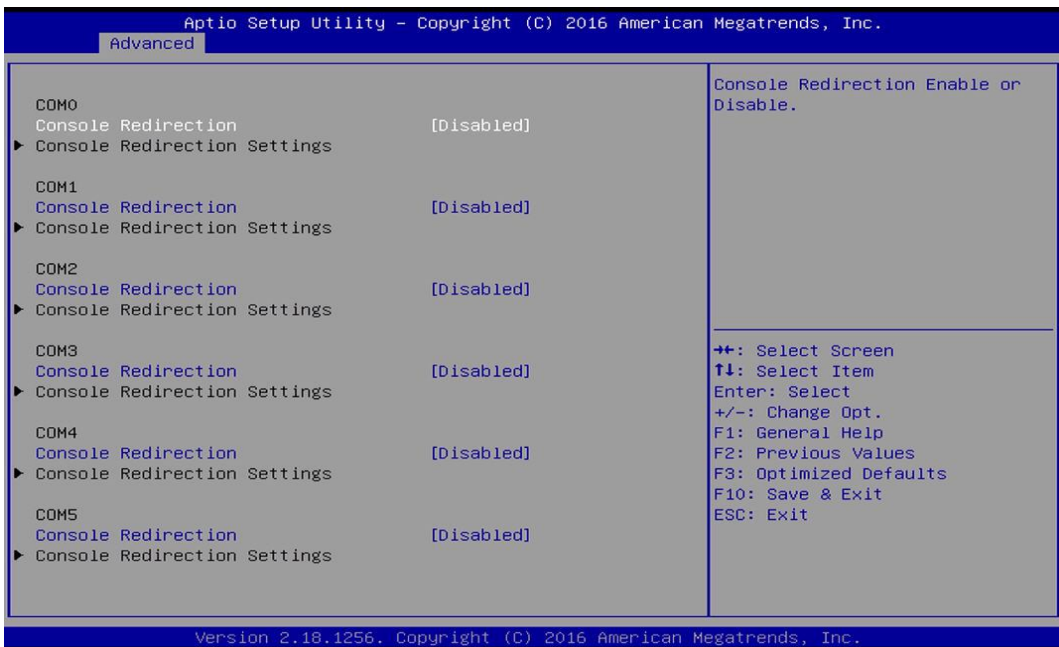 Aptio Setup Utility – Copyright (C) 2016 American Megatrends, Inc.
Advanced
COM0
Console Redirection [Disabled]
▶ Console Redirection Settings
COM1
Console Redirection [Disabled]
▶ Console Redirection Settings
COM2
Console Redirection [Disabled]
▶ Console Redirection Settings
COM3
Console Redirection [Disabled]
▶ Console Redirection Settings
COM4
Console Redirection [Disabled]
▶ Console Redirection Settings
COM5
Console Redirection [Disabled]
▶ Console Redirection Settings
Console Redirection Enable or
Disable.
→←: Select Screen
↑↓: Select Item
Enter: Select
+/-: Change Opt.
F1: General Help
F2: Previous Values
F3: Optimized Defaults
F10: Save & Exit
ESC: Exit
Version 2.18.1256. Copyright (C) 2016 American Megatrends, Inc.